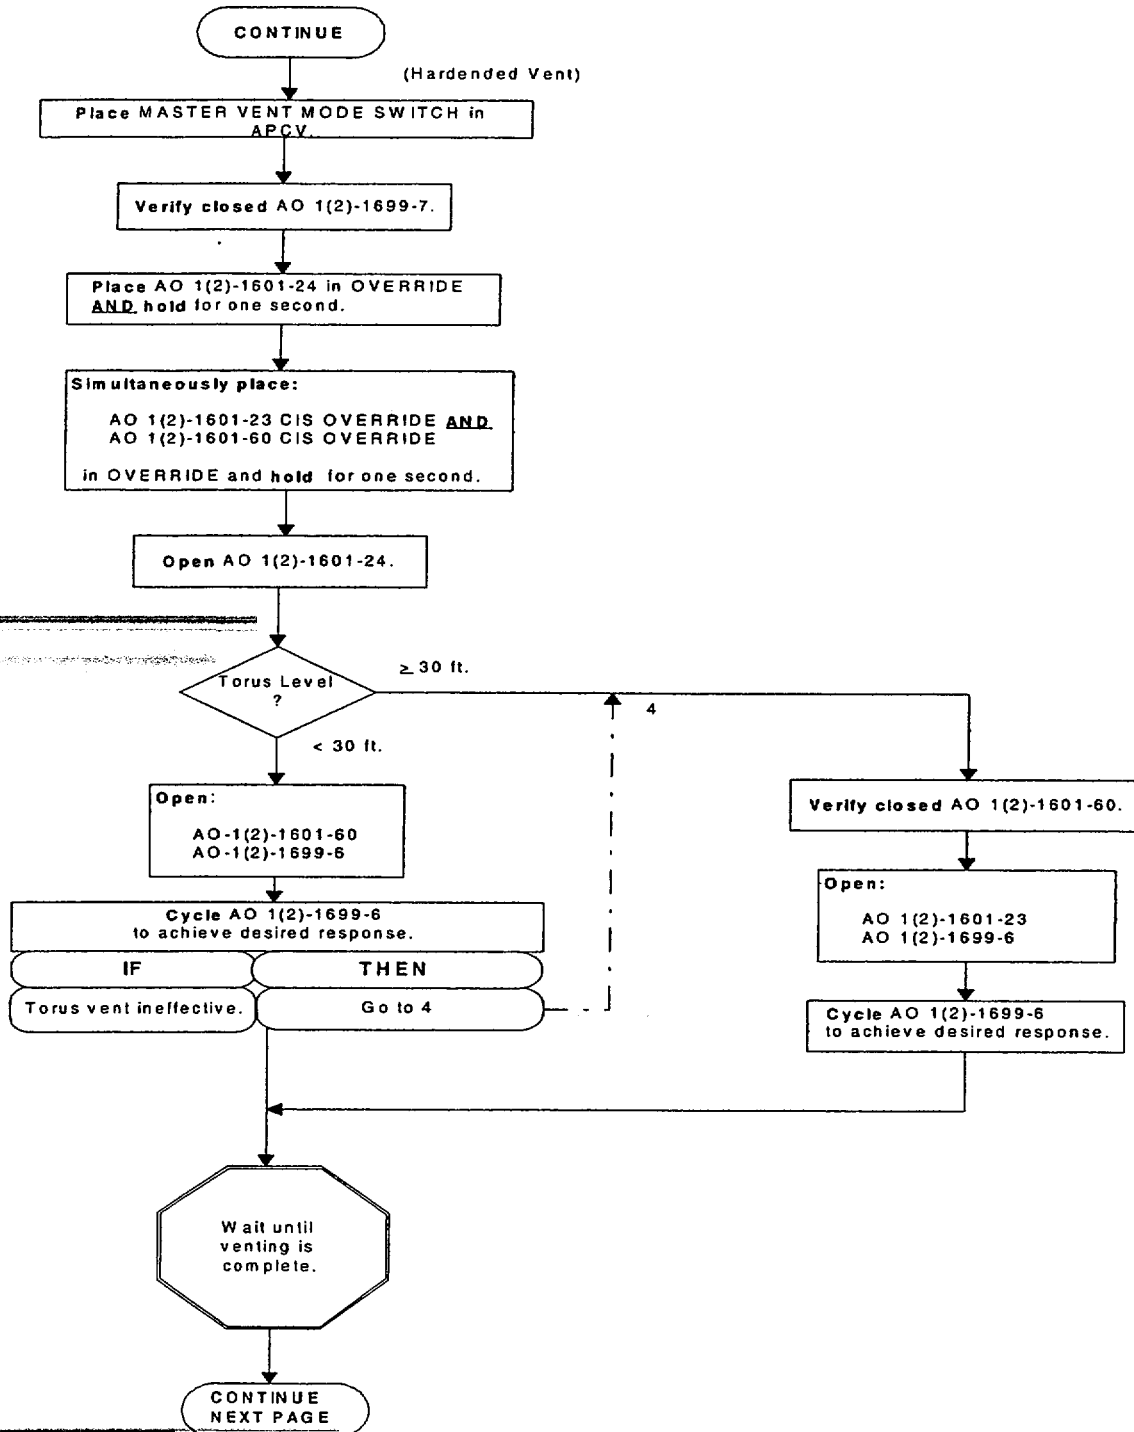 CONTINUE
(Hardended Vent)
Place MASTER VENT MODE SWITCH in
APCV.
Verify closed AO 1(2)-1699-7.
Place AO 1(2)-1601-24 in OVERRIDE
AND hold for one second.
Simultaneously place:
AO 1(2)-1601-23 CIS OVERRIDE AND
AO 1(2)-1601-60 CIS OVERRIDE
in OVERRIDE and hold for one second.
Open AO 1(2)-1601-24.
Torus Level
?
≥ 30 ft.
4
< 30 ft.
Open:
AO-1(2)-1601-60
AO-1(2)-1699-6
Cycle AO 1(2)-1699-6
to achieve desired response.
IF THEN
Torus vent ineffective. Go to 4
Verify closed AO 1(2)-1601-60.
Open:
AO 1(2)-1601-23
AO 1(2)-1699-6
Cycle AO 1(2)-1699-6
to achieve desired response.
Wait until
venting is
complete.
CONTINUE
NEXT PAGE